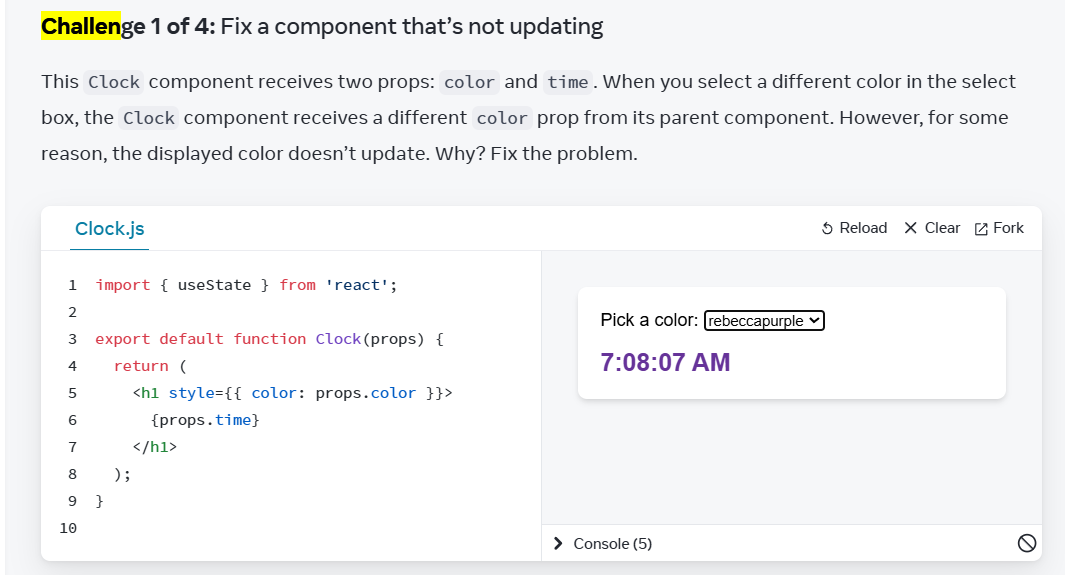 Challenge 1 of 4: Fix a component that’s not updating
This Clock component receives two props: color and time. When you select a different color in the select
box, the Clock component receives a different color prop from its parent component. However, for some
reason, the displayed color doesn’t update. Why? Fix the problem.
Clock.js
Reload Clear Fork
1 import { useState } from 'react';
2
3 export default function Clock(props) {
4   return (
5     <h1 style={{ color: props.color }}>
6       {props.time}
7     </h1>
8   );
9 }
10
Pick a color: rebeccapurple
7:08:07 AM
Console (5)